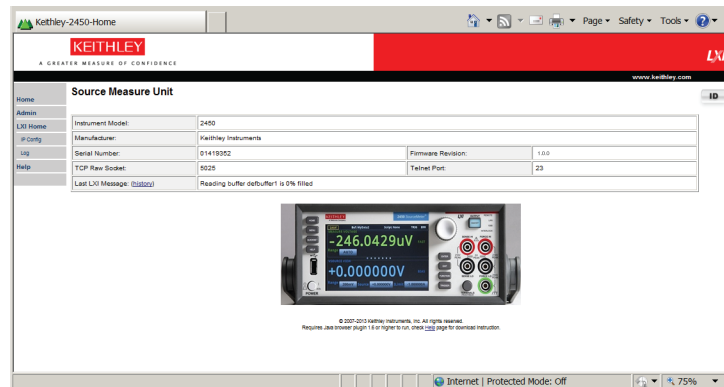 Keithley-2450-Home
Page Safety Tools
KEITHLEY
A GREATER MEASURE OF CONFIDENCE
LXI
www.keithley.com
Home
Admin
LXI Home
IP Config
Log
Help
Source Measure Unit
ID
Instrument Model: 2450
Manufacturer: Keithley Instruments
Serial Number: 01419352 Firmware Revision: 1.0.0
TCP Raw Socket: 5025 Telnet Port: 23
Last LXI Message: (history) Reading buffer defbuffer1 is 0% filled
KEITHLEY
-246.0429uV
+0.000000V
POWER
© 2007-2013 Keithley Instruments, Inc. All rights reserved.
Requires Java browser plugin 1.6 or higher to run, check Help page for download instruction.
Internet | Protected Mode: Off
75%